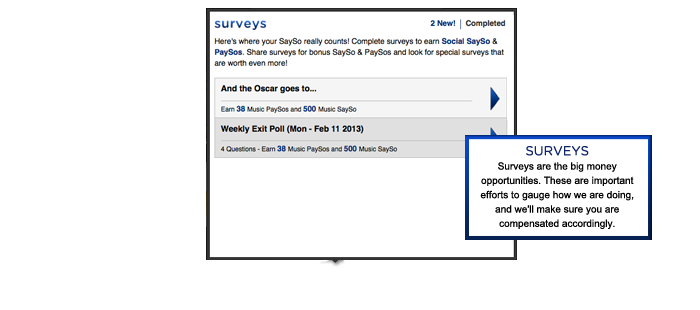 surveys
2 New! | Completed
Here's where your SaySo really counts! Complete surveys to earn Social SaySo &
PaySos. Share surveys for bonus SaySo & PaySos and look for special surveys that
are worth even more!
And the Oscar goes to...
Earn 38 Music PaySos and 500 Music SaySo
Weekly Exit Poll (Mon - Feb 11 2013)
4 Questions - Earn 38 Music PaySos and 500 Music SaySo
SURVEYS
Surveys are the big money
opportunities. These are important
efforts to gauge how we are doing,
and we'll make sure you are
compensated accordingly.